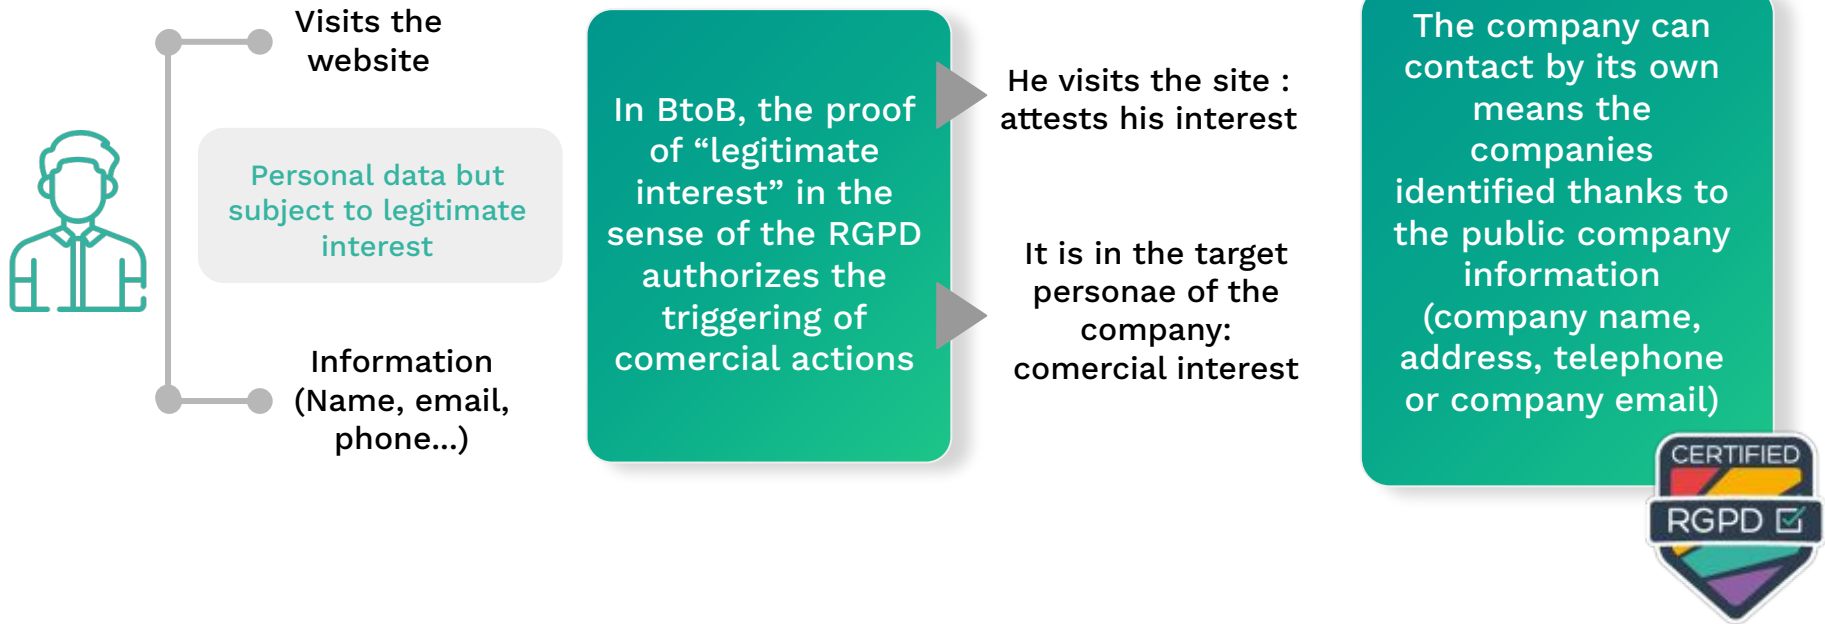 Visits the
website
Personal data but
subject to legitimate
interest
Information
(Name, email,
phone...)
In BtoB, the proof
of “legitimate
interest” in the
sense of the RGPD
authorizes the
triggering of
comercial actions
He visits the site :
attests his interest
It is in the target
personae of the
company:
comercial interest
The company can
contact by its own
means the
companies
identified thanks to
the public company
information
(company name,
address, telephone
or company email)
CERTIFIED
RGPD